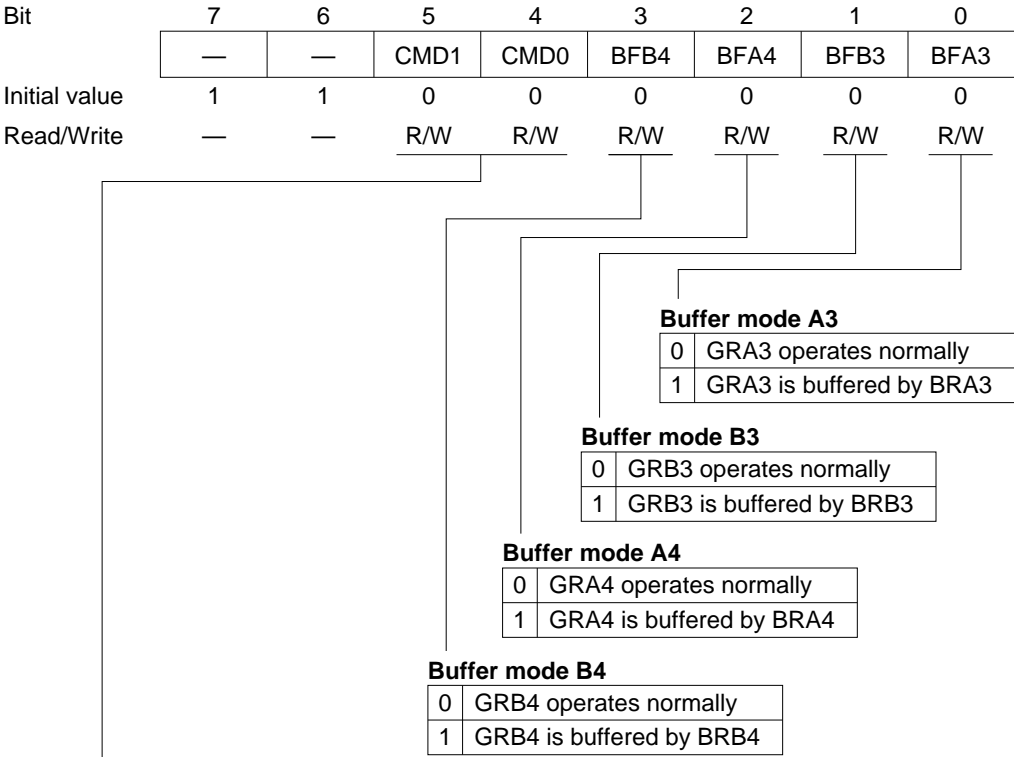 Bit 7 6 5 4 3 2 1 0
— — CMD1 CMD0 BFB4 BFA4 BFB3 BFA3
Initial value 1 1 0 0 0 0 0 0
Read/Write — — R/W R/W R/W R/W R/W R/W
Buffer mode A3
0 GRA3 operates normally
1 GRA3 is buffered by BRA3
Buffer mode B3
0 GRB3 operates normally
1 GRB3 is buffered by BRB3
Buffer mode A4
0 GRA4 operates normally
1 GRA4 is buffered by BRA4
Buffer mode B4
0 GRB4 operates normally
1 GRB4 is buffered by BRB4